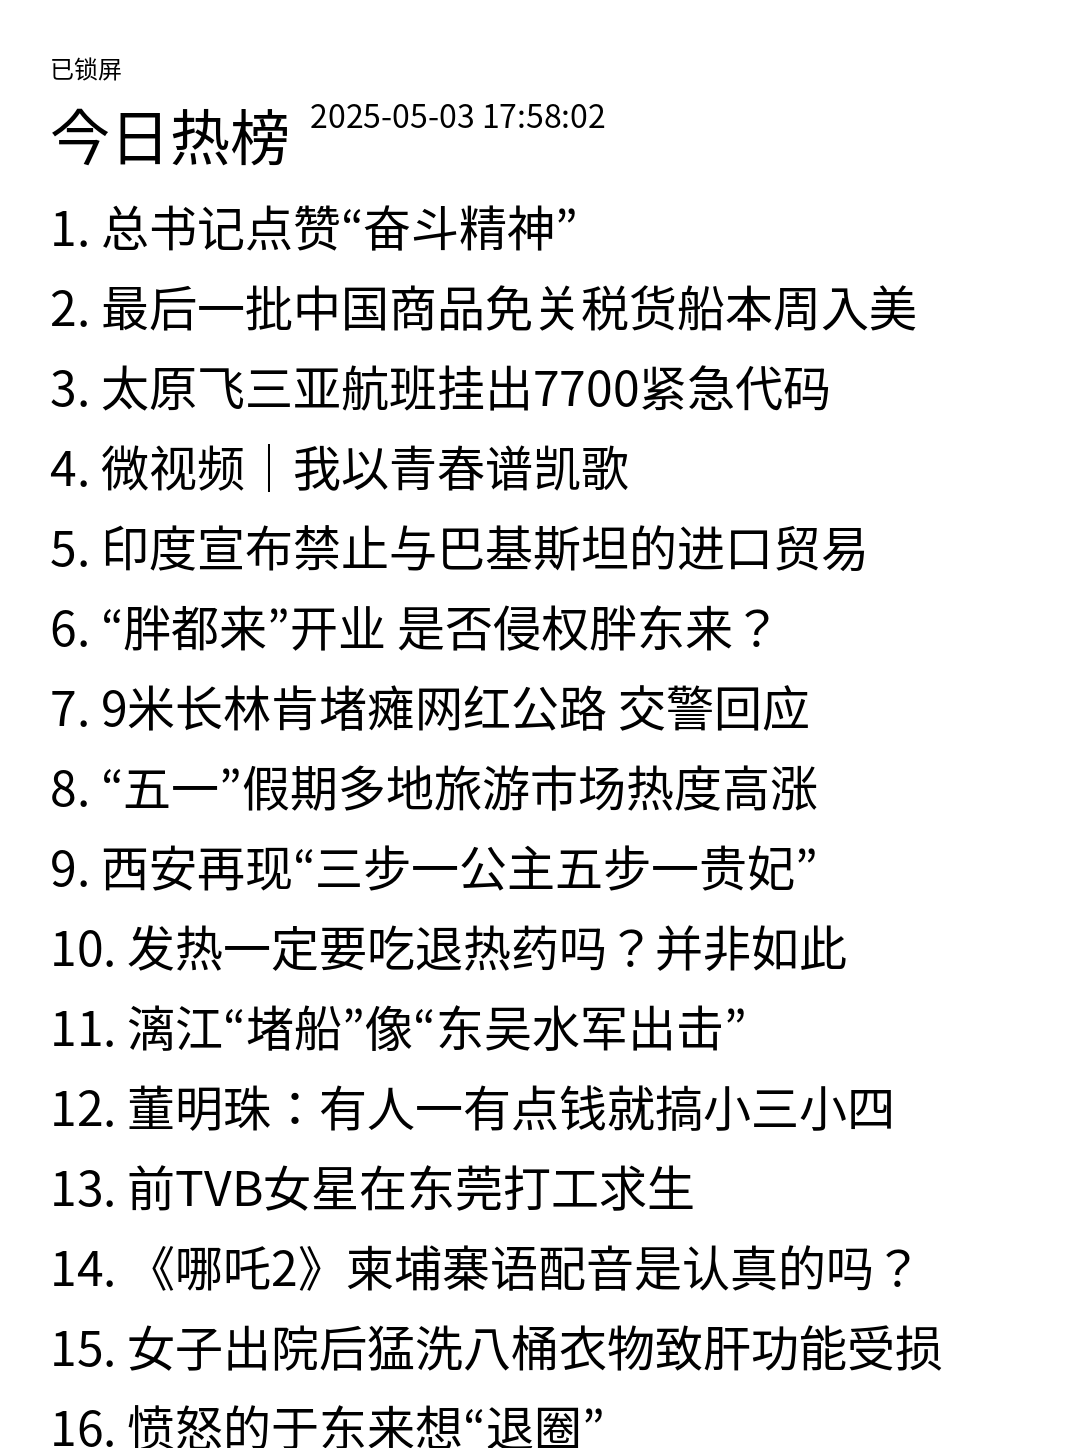 已锁屏
今日热榜 2025-05-03 17:58:02
1. 总书记点赞“奋斗精神”
2. 最后一批中国商品免关税货船本周入美
3. 太原飞三亚航班挂出7700紧急代码
4. 微视频｜我以青春谱凯歌
5. 印度宣布禁止与巴基斯坦的进口贸易
6. “胖都来”开业 是否侵权胖东来？
7. 9米长林肯堵瘫网红公路 交警回应
8. “五一”假期多地旅游市场热度高涨
9. 西安再现“三步一公主五步一贵妃”
10. 发热一定要吃退热药吗？并非如此
11. 漓江“堵船”像“东吴水军出击”
12. 董明珠：有人一有点钱就搞小三小四
13. 前TVB女星在东莞打工求生
14. 《哪吒2》柬埔寨语配音是认真的吗？
15. 女子出院后猛洗八桶衣物致肝功能受损
16. 愤怒的于东来想“退圈”